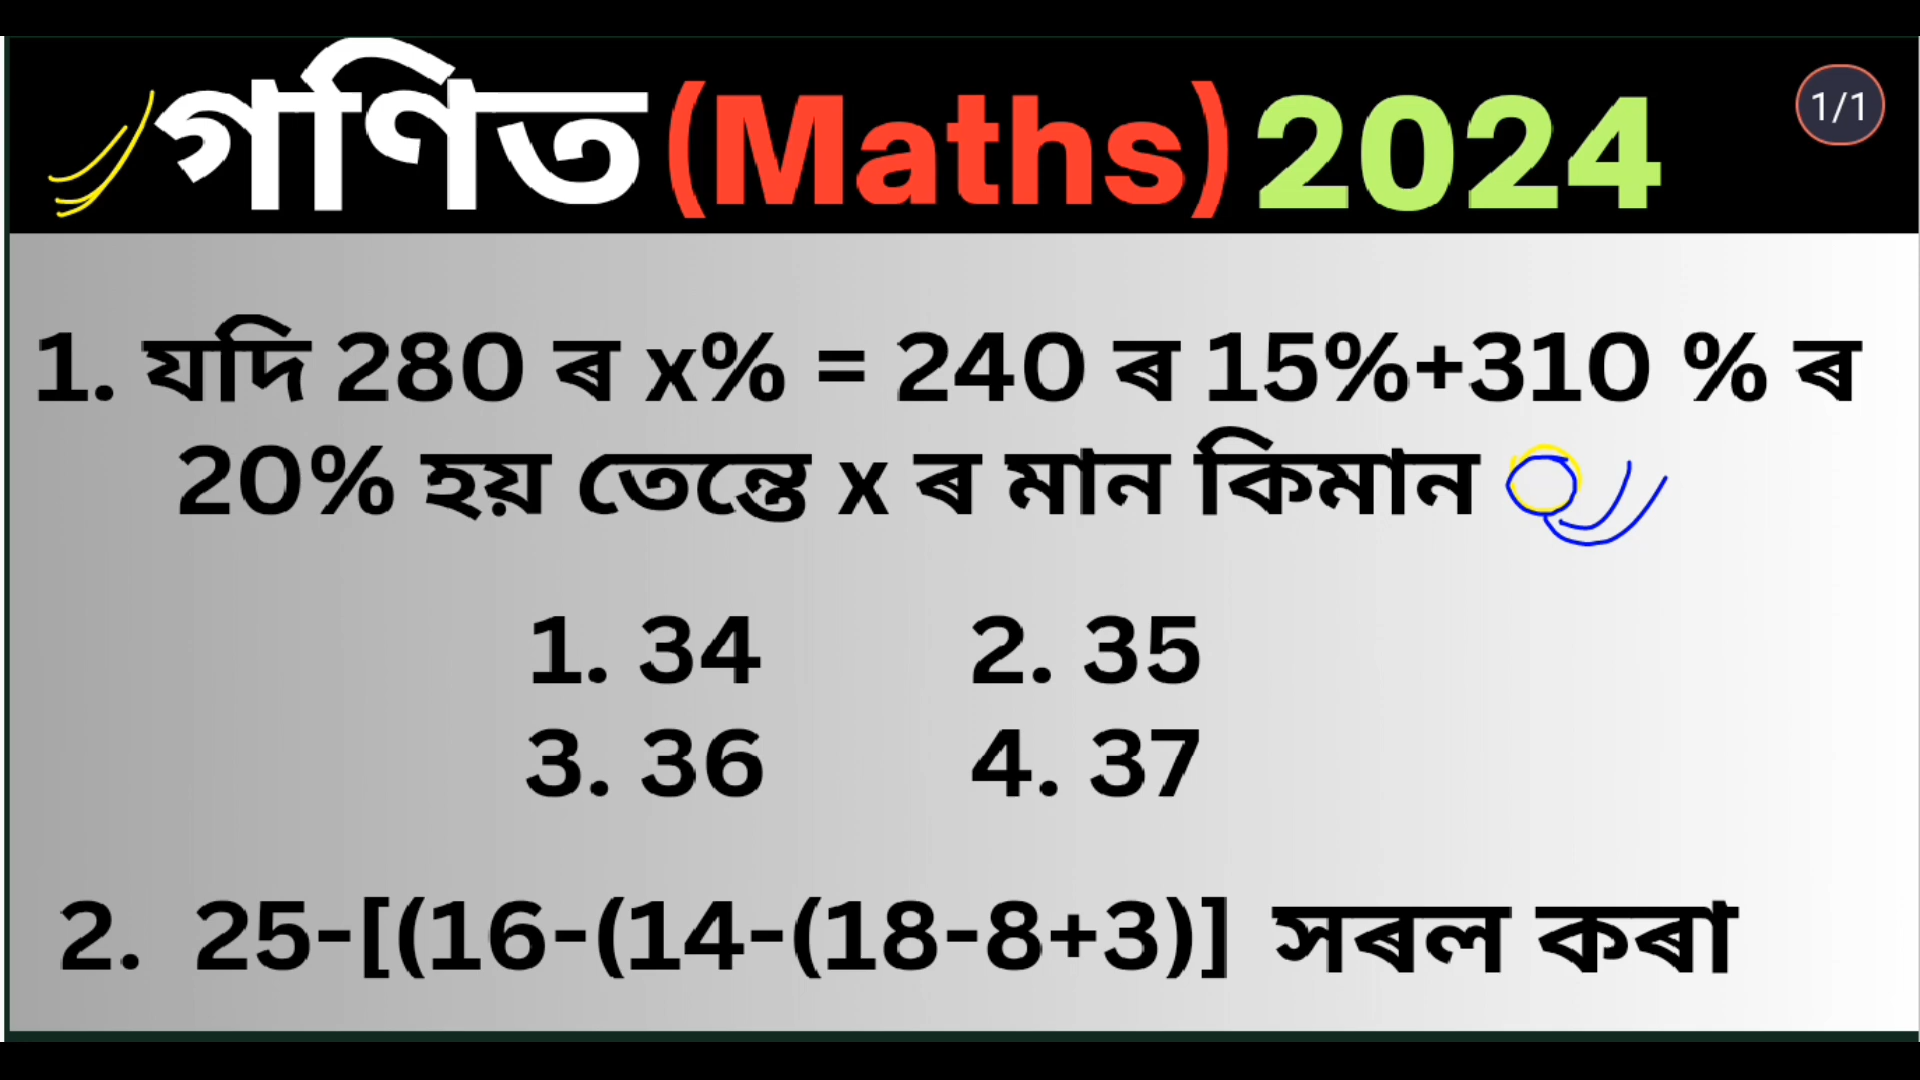 গণিত (Maths) 2024
1/1
1. যদি 280 ৰ x% = 240 ৰ 15%+310 % ৰ
20% হয় তেন্তে x ৰ মান কিমান
1. 34 2. 35
3. 36 4. 37
2. 25-[(16-(14-(18-8+3)] সৰল কৰা